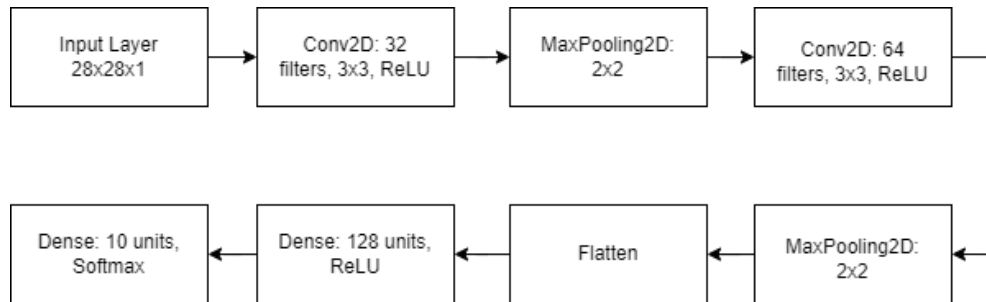 Input Layer
28x28x1
Conv2D: 32
filters, 3x3, ReLU
MaxPooling2D:
2x2
Conv2D: 64
filters, 3x3, ReLU
MaxPooling2D:
2x2
Flatten
Dense: 128 units,
ReLU
Dense: 10 units,
Softmax